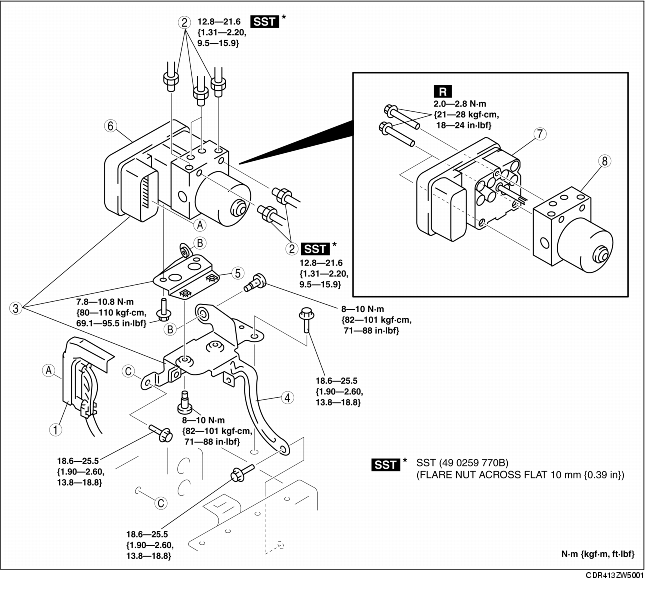 2
12.8—21.6
{1.31—2.20,
9.5—15.9}
SST *
6
R
2.0—2.8 N·m
{21—28 kgf·cm,
18—24 in·lbf}
7
8
A
B
2
SST *
12.8—21.6
{1.31—2.20,
9.5—15.9}
5
3
7.8—10.8 N·m
{80—110 kgf·cm,
69.1—95.5 in·lbf}
B
8—10 N·m
{82—101 kgf·cm,
71—88 in·lbf}
A
C
18.6—25.5
{1.90—2.60,
13.8—18.8}
4
1
8—10 N·m
{82—101 kgf·cm,
71—88 in·lbf}
18.6—25.5
{1.90—2.60,
13.8—18.8}
C
SST * SST (49 0259 770B)
(FLARE NUT ACROSS FLAT 10 mm {0.39 in})
18.6—25.5
{1.90—2.60,
13.8—18.8}
N·m {kgf·m, ft·lbf}
CDR413ZW5001